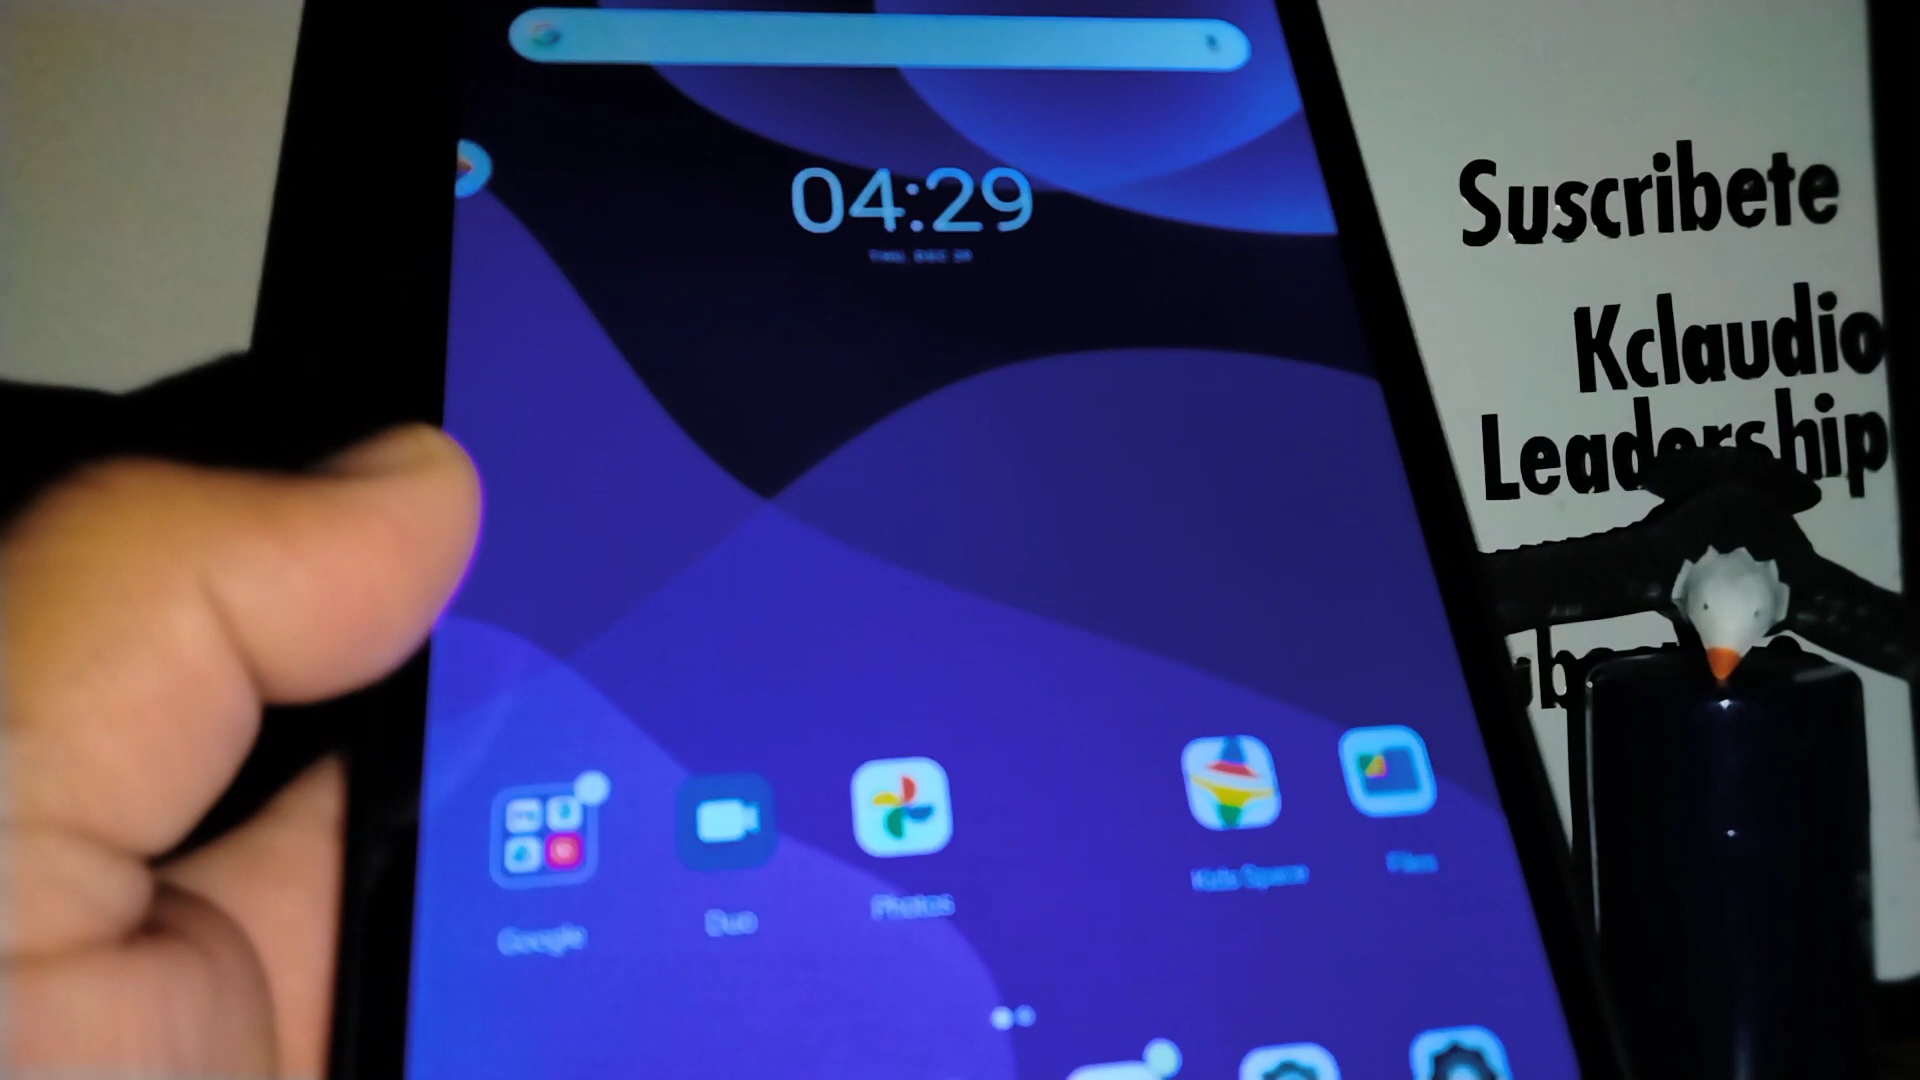 04:29
Suscribete
Kclaudio
Leadership
Google
Duo
Photos
Kids Space
Files